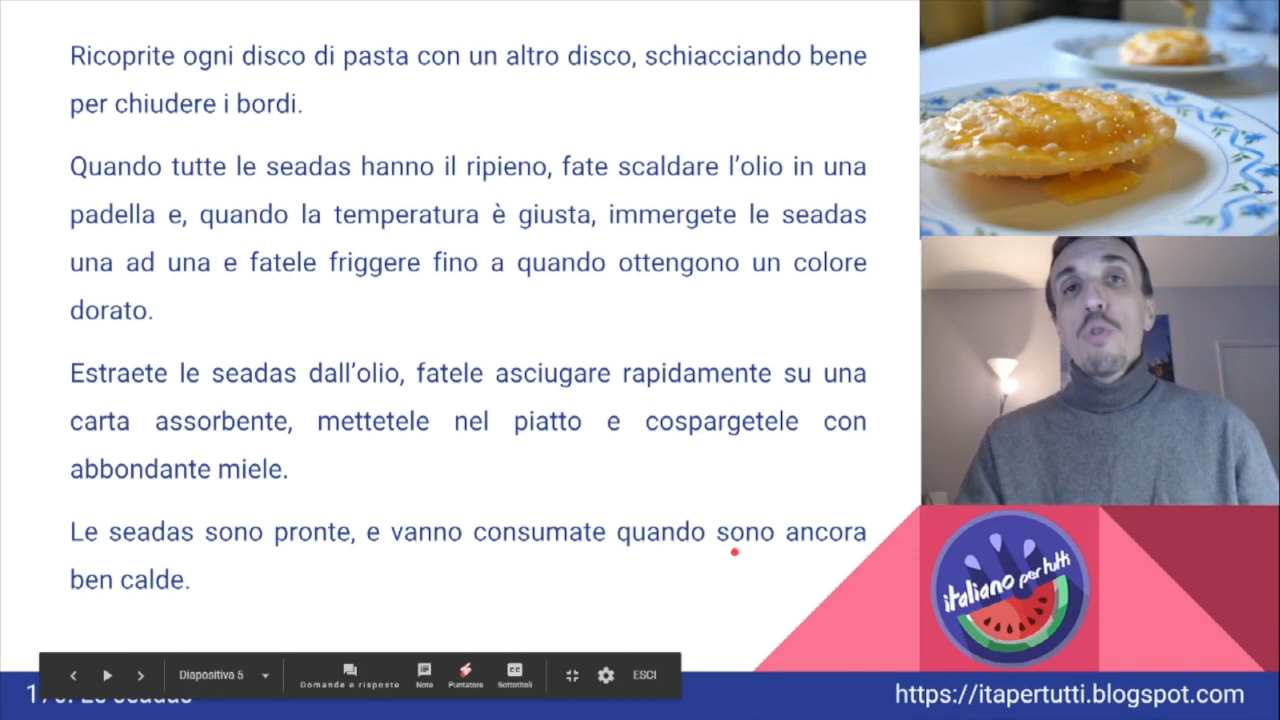 Ricoprite ogni disco di pasta con un altro disco, schiacciando bene
per chiudere i bordi.
Quando tutte le seadas hanno il ripieno, fate scaldare l’olio in una
padella e, quando la temperatura è giusta, immergete le seadas
una ad una e fatele friggere fino a quando ottengono un colore
dorato.
Estraete le seadas dall’olio, fatele asciugare rapidamente su una
carta assorbente, mettetele nel piatto e cospargetele con
abbondante miele.
Le seadas sono pronte, e vanno consumate quando sono ancora
ben calde.
italiano per tutti
Diapositiva 5
Domande e risposte
Note
Puntatore
CC
Sottotitoli
ESCI
Le seadas
https://itapertutti.blogspot.com